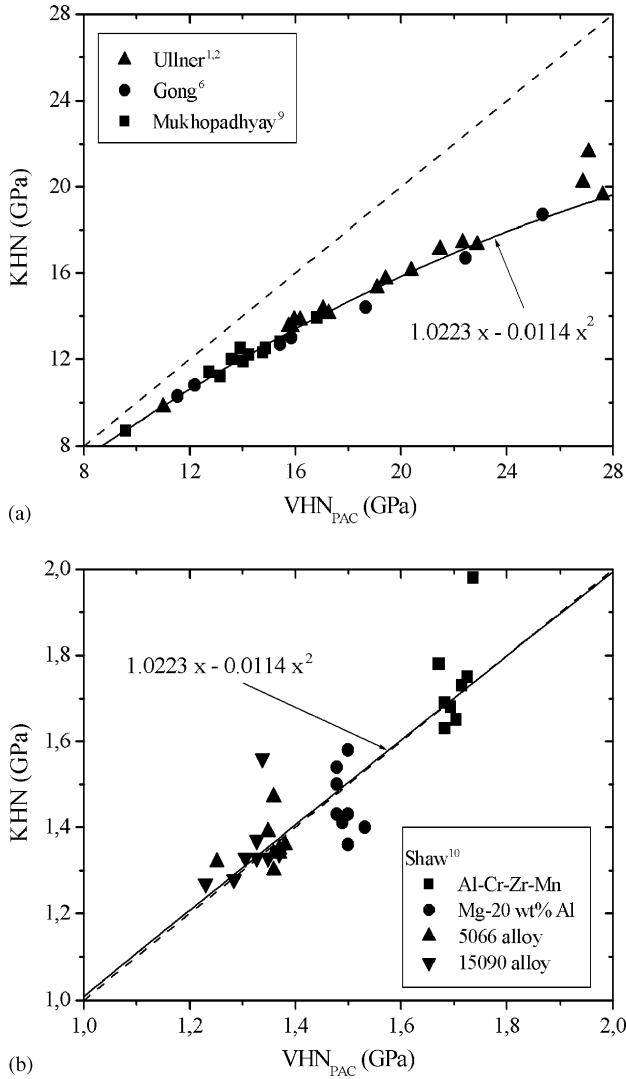 28
24
20
16
12
8
KHN (GPa)
Ullner1,2
Gong6
Mukhopadhyay9
1.0223 x - 0.0114 x2
8 12 16 20 24 28
VHNPAC (GPa)
(a)
2,0
1,8
1,6
1,4
1,2
1,0
KHN (GPa)
1.0223 x - 0.0114 x2
Shaw10
Al-Cr-Zr-Mn
Mg-20 wt% Al
5066 alloy
15090 alloy
1,0 1,2 1,4 1,6 1,8 2,0
VHNPAC (GPa)
(b)